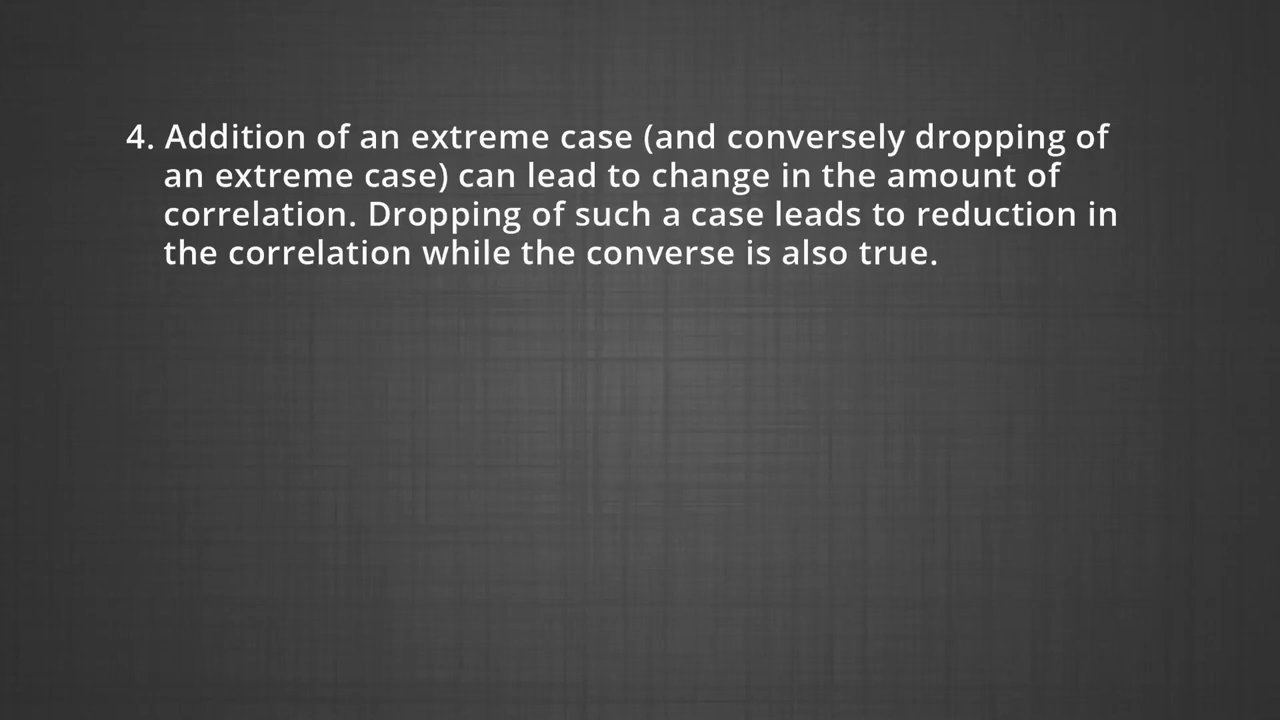 4. Addition of an extreme case (and conversely dropping of
an extreme case) can lead to change in the amount of
correlation. Dropping of such a case leads to reduction in
the correlation while the converse is also true.